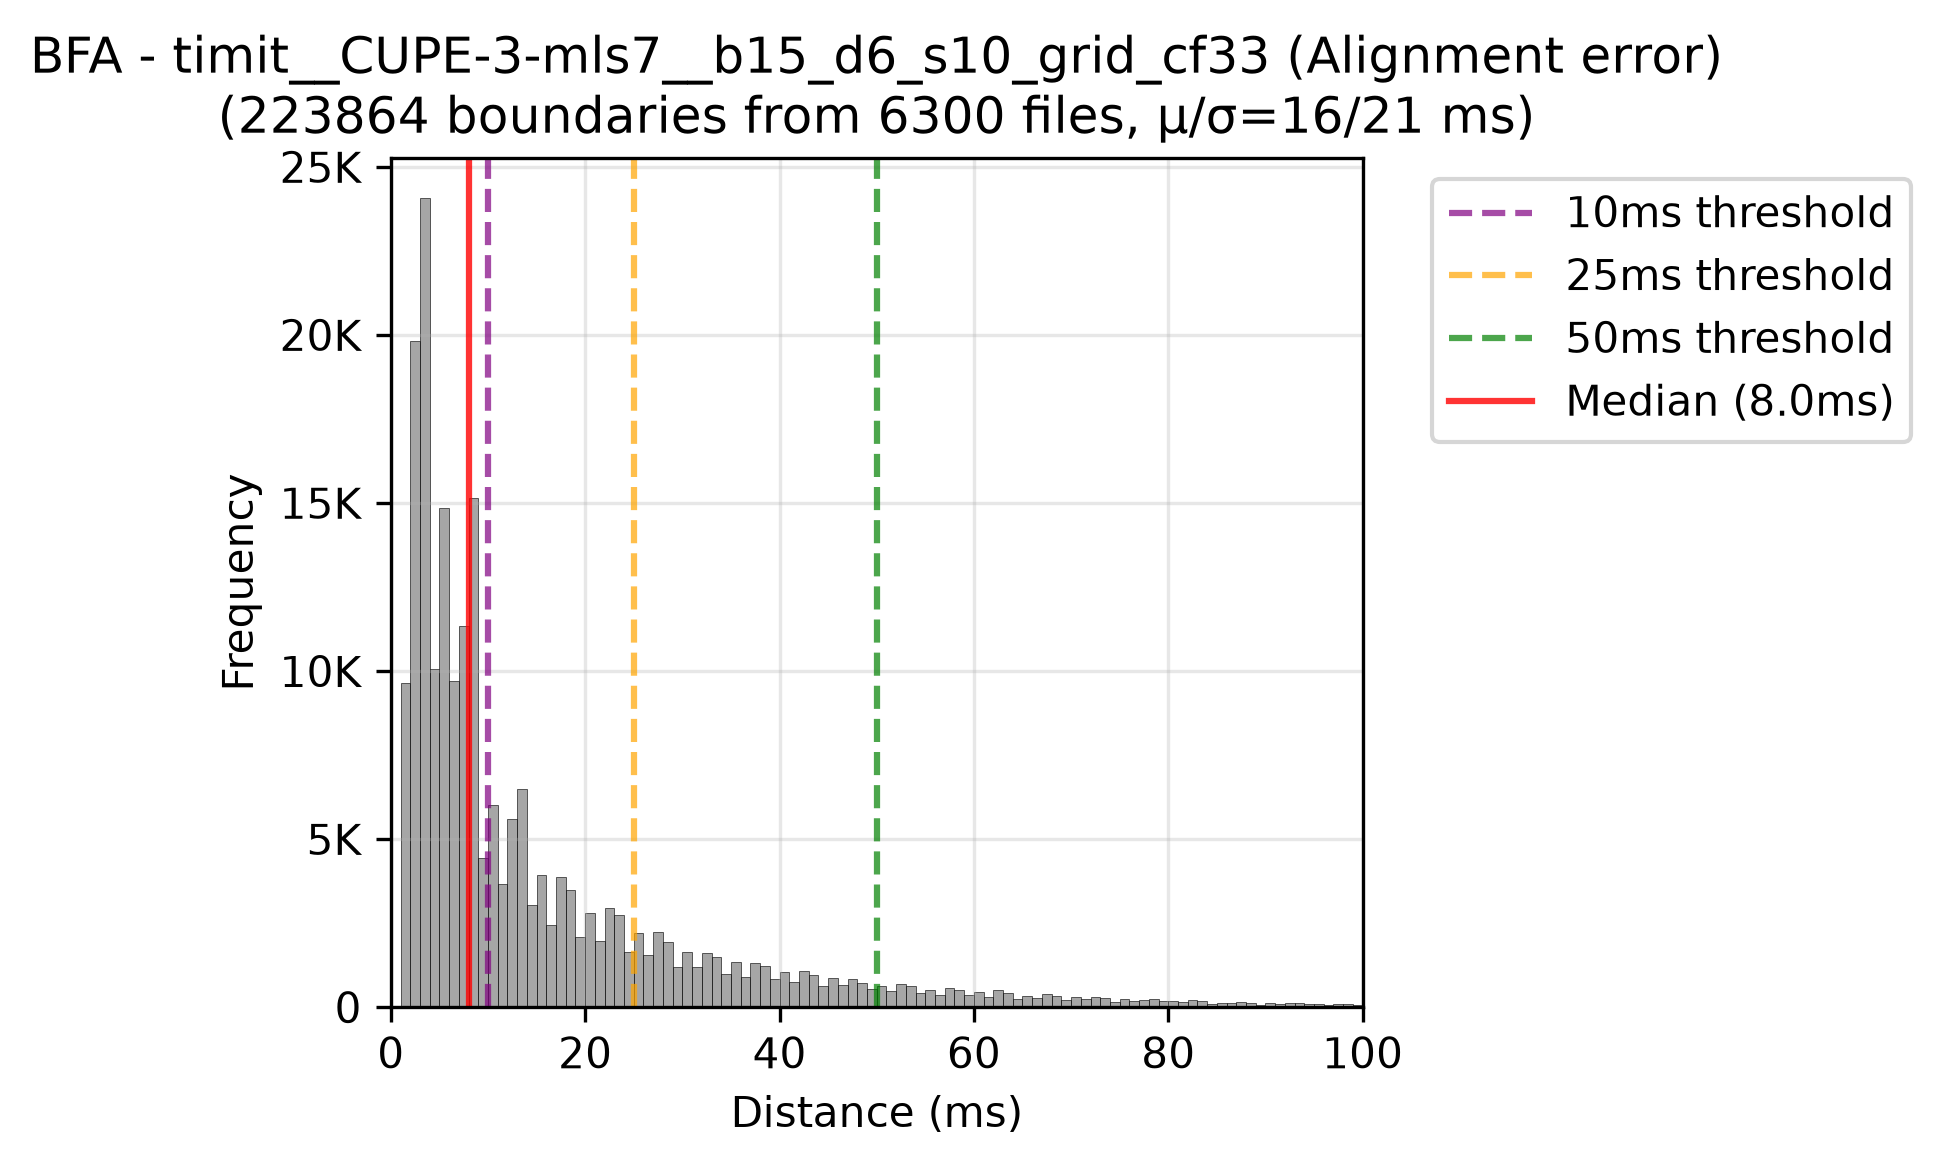 BFA - timit__CUPE-3-mls7__b15_d6_s10_grid_cf33 (Alignment error)
(223864 boundaries from 6300 files, μ/σ=16/21 ms)
25K
20K
15K
10K
5K
0
Frequency
0 20 40 60 80 100
Distance (ms)
10ms threshold
25ms threshold
50ms threshold
Median (8.0ms)